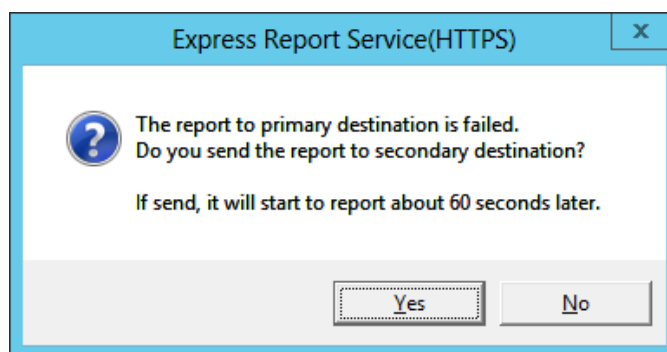 Express Report Service(HTTPS)
x
?
The report to primary destination is failed.
Do you send the report to secondary destination?
If send, it will start to report about 60 seconds later.
Yes
No